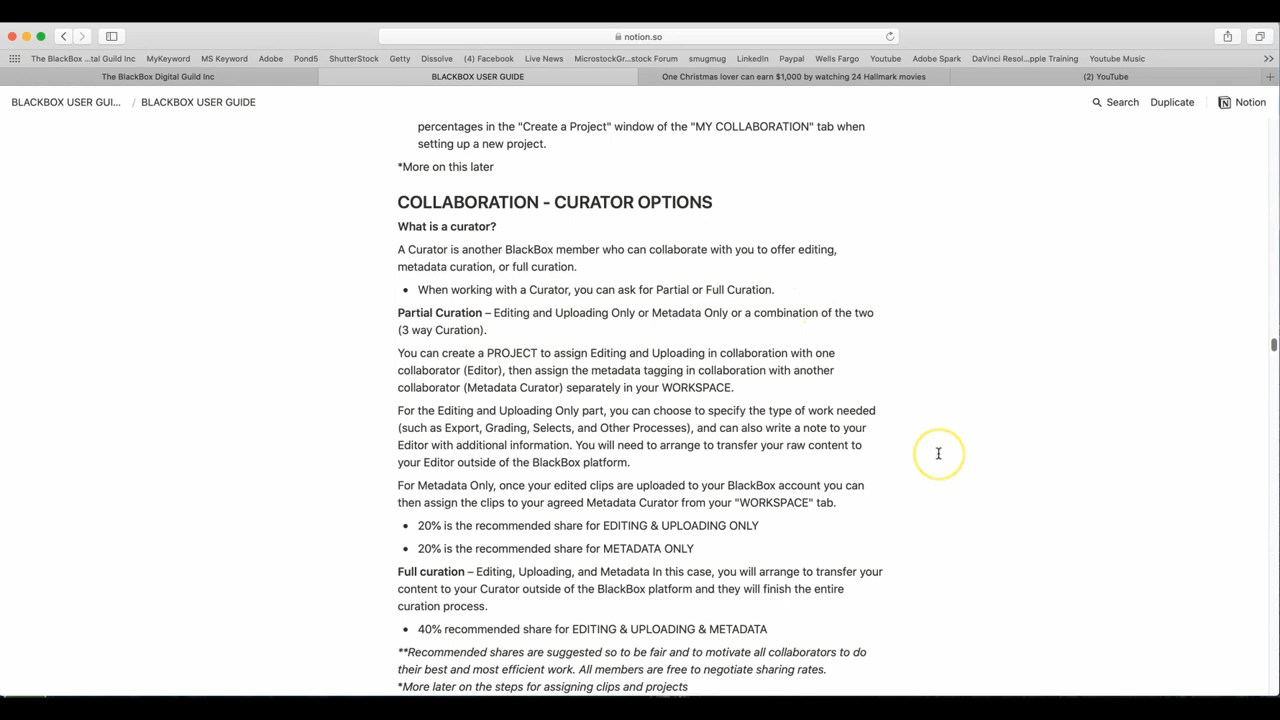 notion.so
The BlackBox ...tal Guild Inc MyKeyword MS Keyword Adobe Pond5 ShutterStock Getty Dissolve (4) Facebook Live News MicrostockGr...stock Forum smugmug LinkedIn Paypal Wells Fargo Youtube Adobe Spark DaVinci Resol...pple Training Youtube Music
The BlackBox Digital Guild Inc BLACKBOX USER GUIDE One Christmas lover can earn $1,000 by watching 24 Hallmark movies (2) YouTube
BLACKBOX USER GUI... / BLACKBOX USER GUIDE Search Duplicate Notion
percentages in the "Create a Project" window of the "MY COLLABORATION" tab when
setting up a new project.
*More on this later
COLLABORATION - CURATOR OPTIONS
What is a curator?
A Curator is another BlackBox member who can collaborate with you to offer editing,
metadata curation, or full curation.
• When working with a Curator, you can ask for Partial or Full Curation.
Partial Curation – Editing and Uploading Only or Metadata Only or a combination of the two
(3 way Curation).
You can create a PROJECT to assign Editing and Uploading in collaboration with one
collaborator (Editor), then assign the metadata tagging in collaboration with another
collaborator (Metadata Curator) separately in your WORKSPACE.
For the Editing and Uploading Only part, you can choose to specify the type of work needed
(such as Export, Grading, Selects, and Other Processes), and can also write a note to your
Editor with additional information. You will need to arrange to transfer your raw content to
your Editor outside of the BlackBox platform.
For Metadata Only, once your edited clips are uploaded to your BlackBox account you can
then assign the clips to your agreed Metadata Curator from your "WORKSPACE" tab.
• 20% is the recommended share for EDITING & UPLOADING ONLY
• 20% is the recommended share for METADATA ONLY
Full curation – Editing, Uploading, and Metadata In this case, you will arrange to transfer your
content to your Curator outside of the BlackBox platform and they will finish the entire
curation process.
• 40% recommended share for EDITING & UPLOADING & METADATA
**Recommended shares are suggested so to be fair and to motivate all collaborators to do
their best and most efficient work. All members are free to negotiate sharing rates.
*More later on the steps for assigning clips and projects